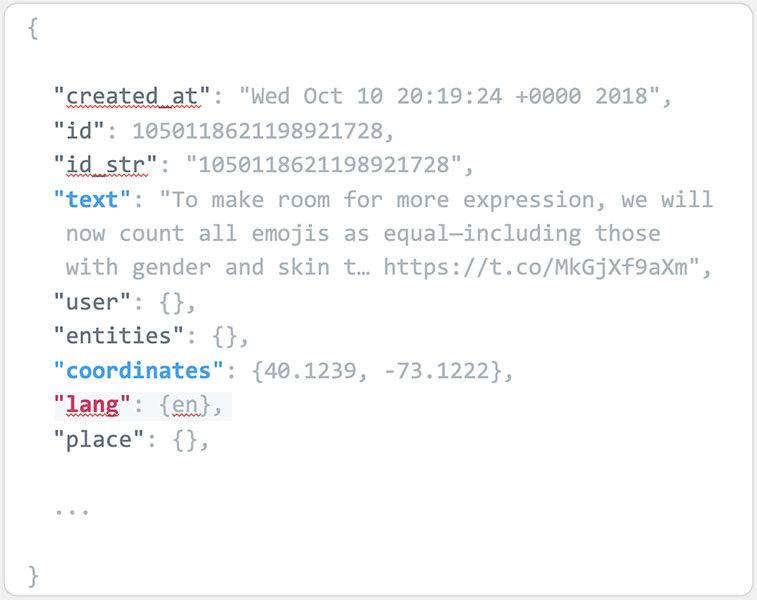 {
"created_at": "Wed Oct 10 20:19:24 +0000 2018",
"id": 1050118621198921728,
"id_str": "1050118621198921728",
"text": "To make room for more expression, we will
now count all emojis as equal—including those
with gender and skin t… https://t.co/MkGjXf9aXm",
"user": {},
"entities": {},
"coordinates": {40.1239, -73.1222},
"lang": {en},
"place": {},
...
}